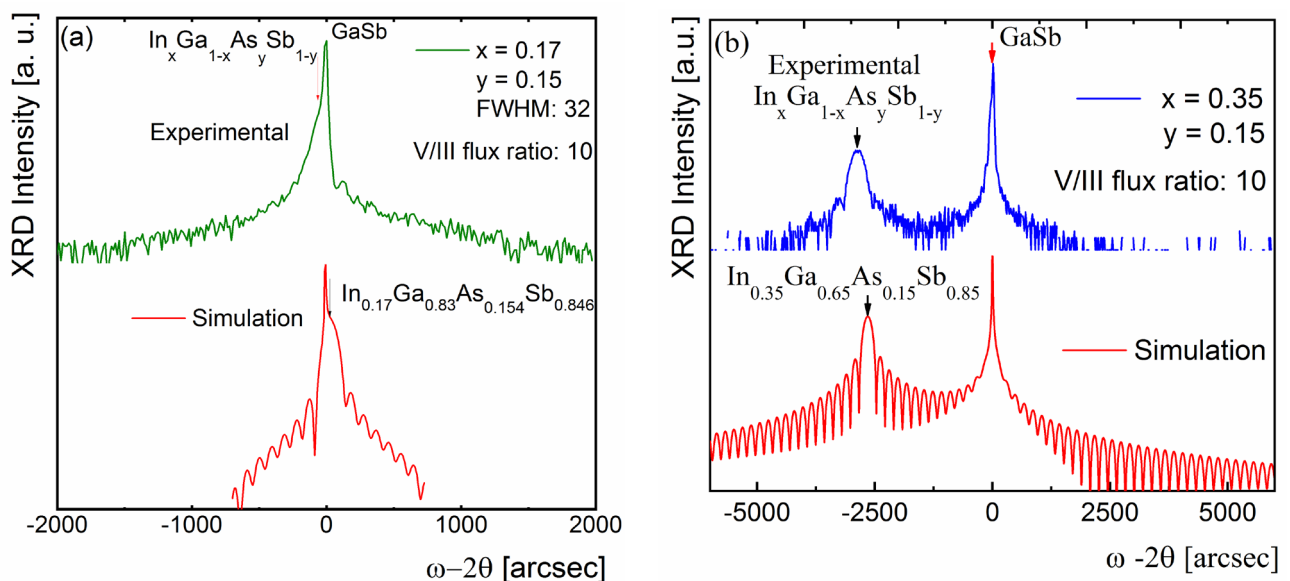 (a)
XRD Intensity [a. u.]
InxGa1-xAsySb1-y
GaSb
x = 0.17
y = 0.15
FWHM: 32
Experimental
V/III flux ratio: 10
In0.17Ga0.83As0.154Sb0.846
Simulation
-2000 -1000 0 1000 2000
ω−2θ [arcsec]
(b)
XRD Intensity [a.u.]
GaSb
Experimental
InxGa1-xAsySb1-y
x = 0.35
y = 0.15
V/III flux ratio: 10
In0.35Ga0.65As0.15Sb0.85
Simulation
-5000 -2500 0 2500 5000
ω -2θ [arcsec]